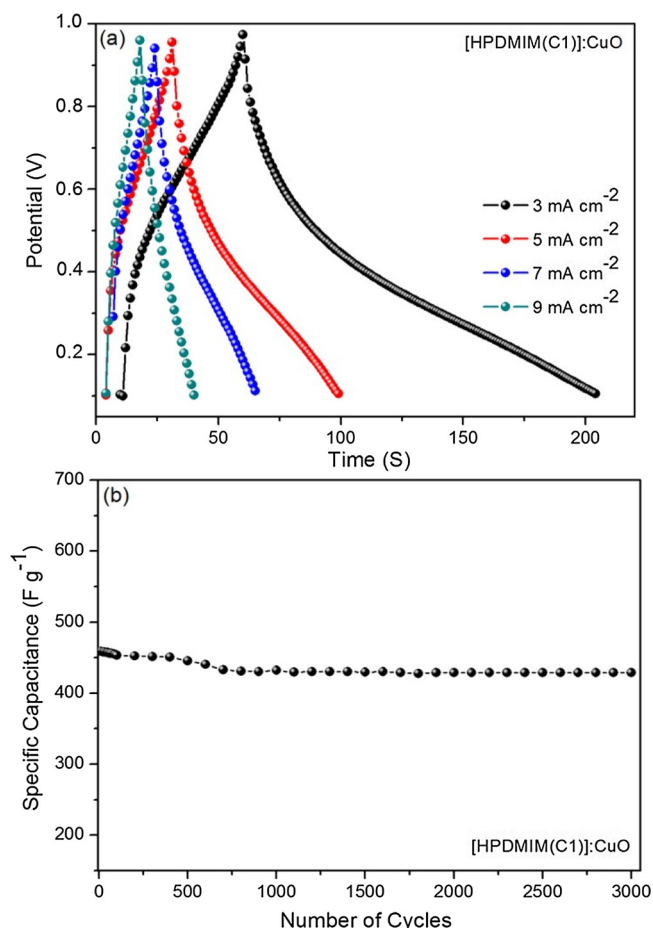 (a)
[HPDMIM(C1)]:CuO
1.0
0.8
0.6
0.4
0.2
Potential (V)
3 mA cm⁻²
5 mA cm⁻²
7 mA cm⁻²
9 mA cm⁻²
0
50
100
150
200
Time (S)
(b)
700
600
500
400
300
200
Specific Capacitance (F g⁻¹)
[HPDMIM(C1)]:CuO
0
500
1000
1500
2000
2500
3000
Number of Cycles